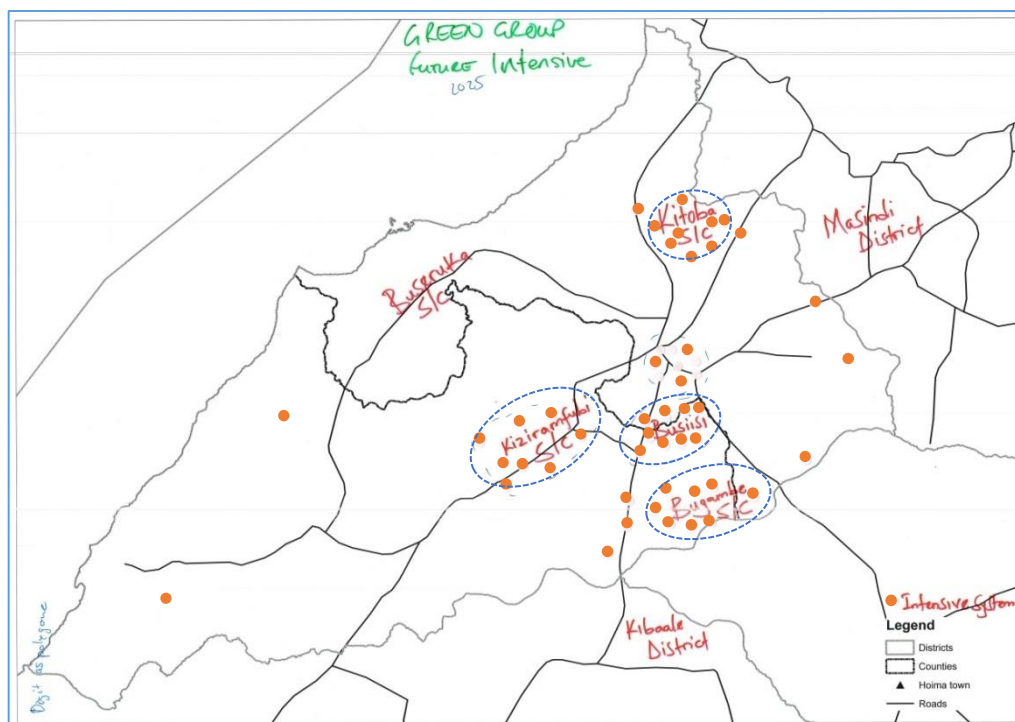 GREEN GROUP
FUTURE Intensive
2025
Kitoba
S/C
Masindi
District
Buseruka
S/C
Kiziramfumbi
S/C
Busiisi
Bugambe
S/C
Intensive System
Kibaale
District
Legend
Districts
Counties
Hoima town
Roads
Digit as polygone